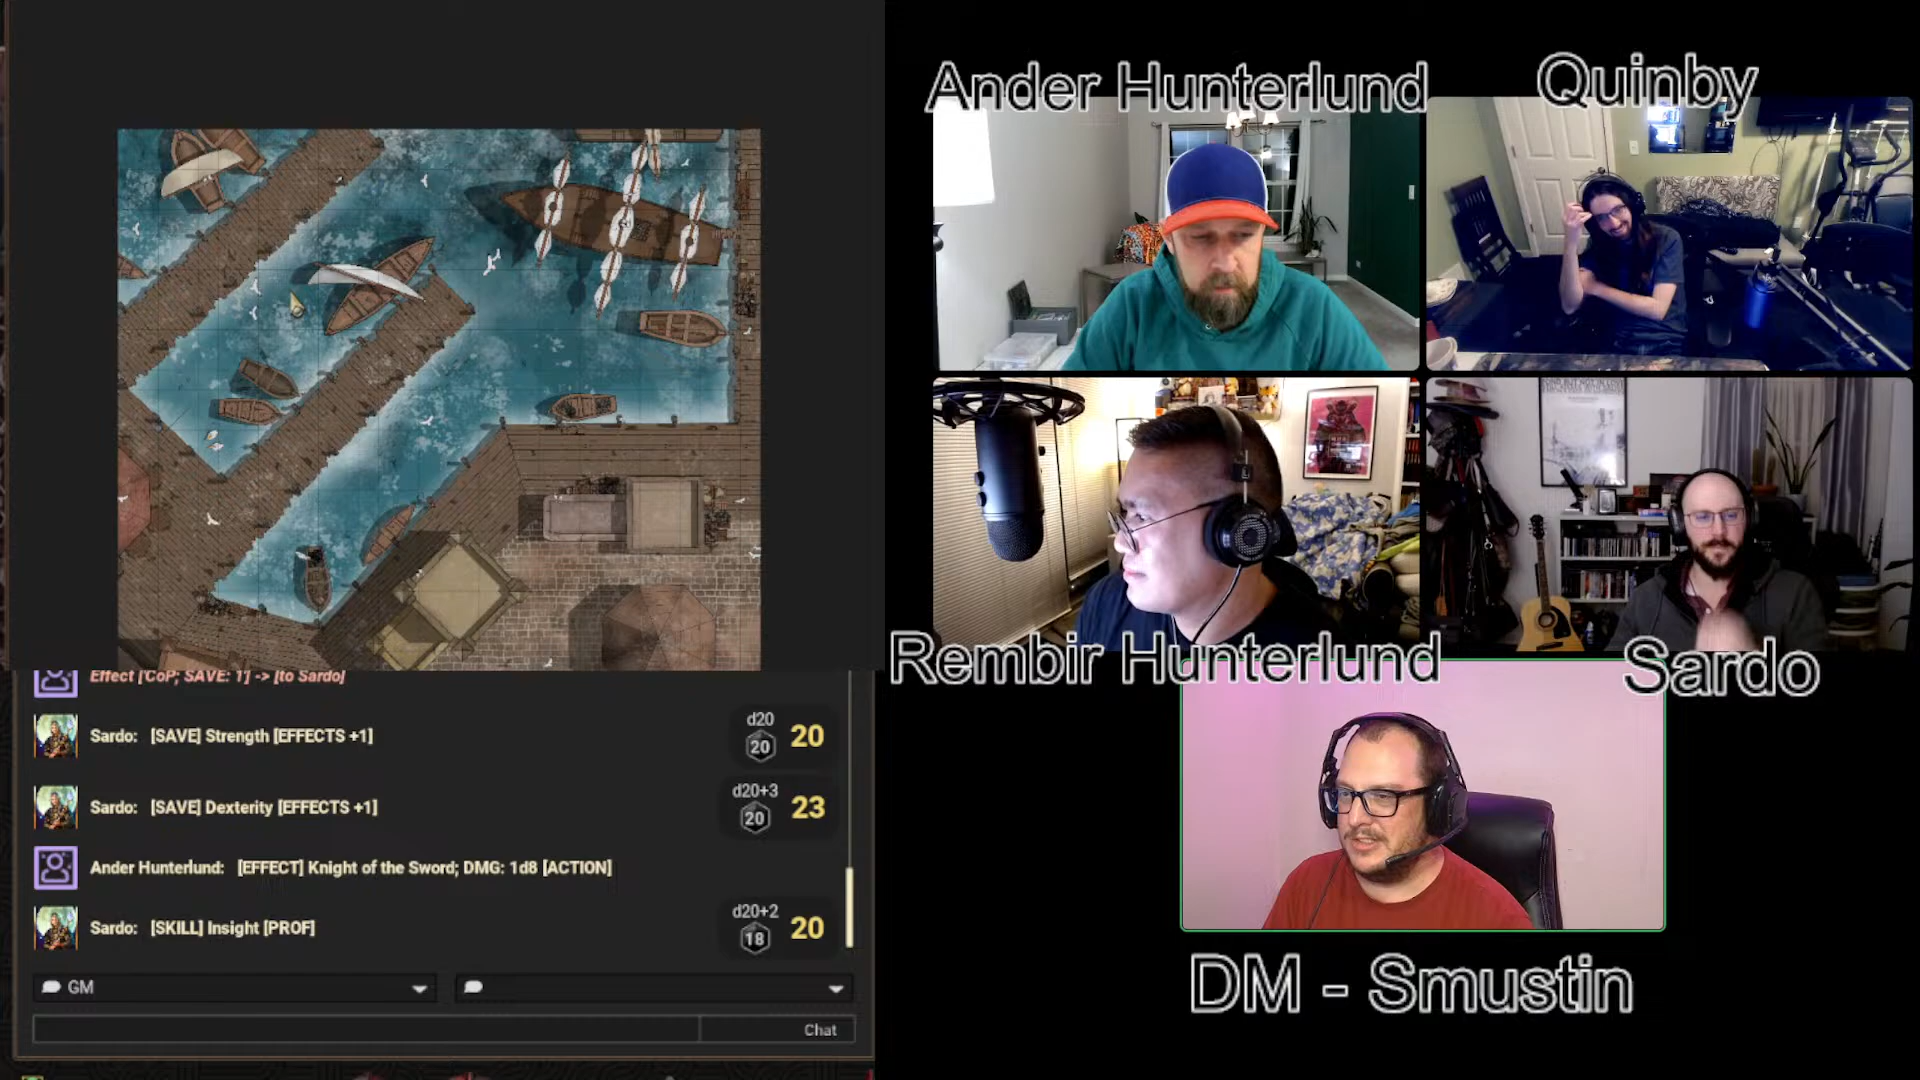 Ander Hunterlund
Quinby
Rembir Hunterlund
Sardo
DM - Smustin
Effect ['CoP; SAVE: 1'] -> [to Sardo]
Sardo: [SAVE] Strength [EFFECTS +1]
d20
20
20
Sardo: [SAVE] Dexterity [EFFECTS +1]
d20+3
20
23
Ander Hunterlund: [EFFECT] Knight of the Sword; DMG: 1d8 [ACTION]
Sardo: [SKILL] Insight [PROF]
d20+2
18
20
GM
Chat